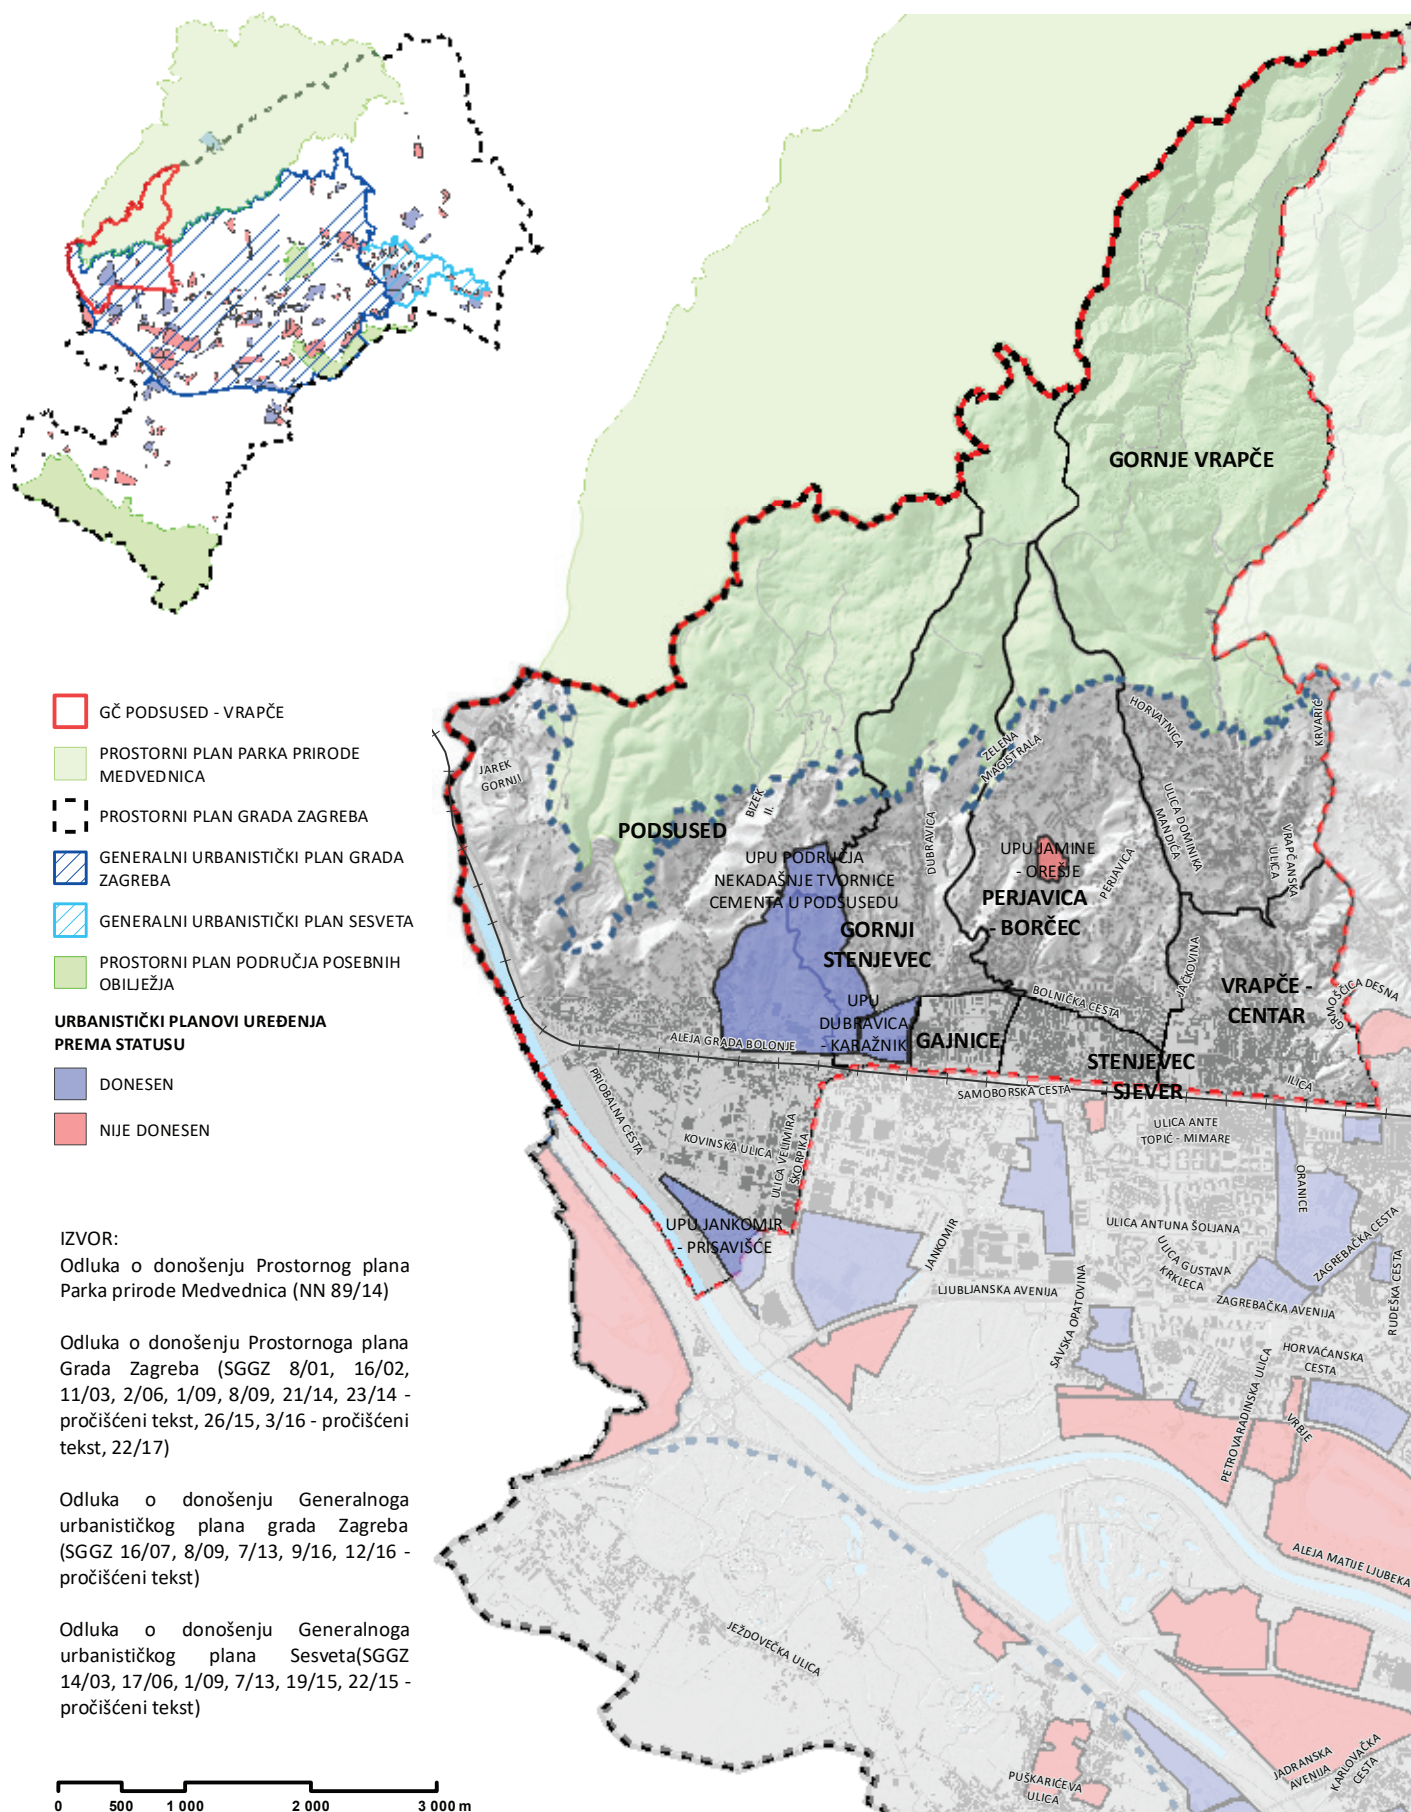 GČ PODSUSED - VRAPČE
PROSTORNI PLAN PARKA PRIRODE
MEDVEDNICA
PROSTORNI PLAN GRADA ZAGREBA
GENERALNI URBANISTIČKI PLAN GRADA
ZAGREBA
GENERALNI URBANISTIČKI PLAN SESVETA
PROSTORNI PLAN PODRUČJA POSEBNIH
OBILJEŽJA
URBANISTIČKI PLANOVI UREĐENJA
PREMA STATUSU
DONESEN
NIJE DONESEN
IZVOR:
Odluka o donošenju Prostornog plana
Parka prirode Medvednica (NN 89/14)
Odluka o donošenju Prostornoga plana
Grada Zagreba (SGGZ 8/01, 16/02,
11/03, 2/06, 1/09, 8/09, 21/14, 23/14 -
pročišćeni tekst, 26/15, 3/16 - pročišćeni
tekst, 22/17)
Odluka o donošenju Generalnoga
urbanističkog plana grada Zagreba
(SGGZ 16/07, 8/09, 7/13, 9/16, 12/16 -
pročišćeni tekst)
Odluka o donošenju Generalnoga
urbanističkog plana Sesveta(SGGZ
14/03, 17/06, 1/09, 7/13, 19/15, 22/15 -
pročišćeni tekst)
0 500 1 000 2 000 3 000 m
GORNJE VRAPČE
KRVARIĆ
HORVATNICA
ZELENA
MAGISTRALA
JAREK
GORNJI
BIZEK
II.
PODSUSED
DUBRAVICA
ULICA DOMINIKA
MANDIĆA
VRAPČANSKA
ULICA
UPU PODRUČJA
NEKADAŠNJE TVORNICE
CEMENTA U PODSUSEDU
UPU JAMINE
- OREŠJE
PERJAVICA
PERJAVICA
- BORČEC
GORNJI
STENJEVEC
JAČKOVINA
VRAPČE -
CENTAR
GRMOŠČICA DESNA
BOLNIČKA CESTA
UPU
DUBRAVICA
- KARAŽNIK
GAJNICE
ALEJA GRADA BOLONJE
STENJEVEC
- SJEVER
ILICA
SAMOBORSKA CESTA
PRIOBALNA CESTA
KOVINSKA ULICA
ULICA VELIMIRA
ŠKORPIKA
ULICA ANTE
TOPIĆ - MIMARE
ORANICE
UPU JANKOMIR
- PRISAVIŠĆE
JANKOMIR
ULICA ANTUNA ŠOLJANA
ULICA GUSTAVA
KRKLECA
ZAGREBAČKA CESTA
LJUBLJANSKA AVENIJA
ZAGREBAČKA AVENIJA
RUDEŠKA CESTA
SAVSKA OPATOVINA
HORVAĆANSKA
CESTA
PETROVARADINSKA ULICA
VRBJE
ALEJA MATIJE LJUBEKA
JEŽDOVEČKA ULICA
PUŠKARIĆEVA
ULICA
JADRANSKA
AVENIJA
KARLOVAČKA
CESTA